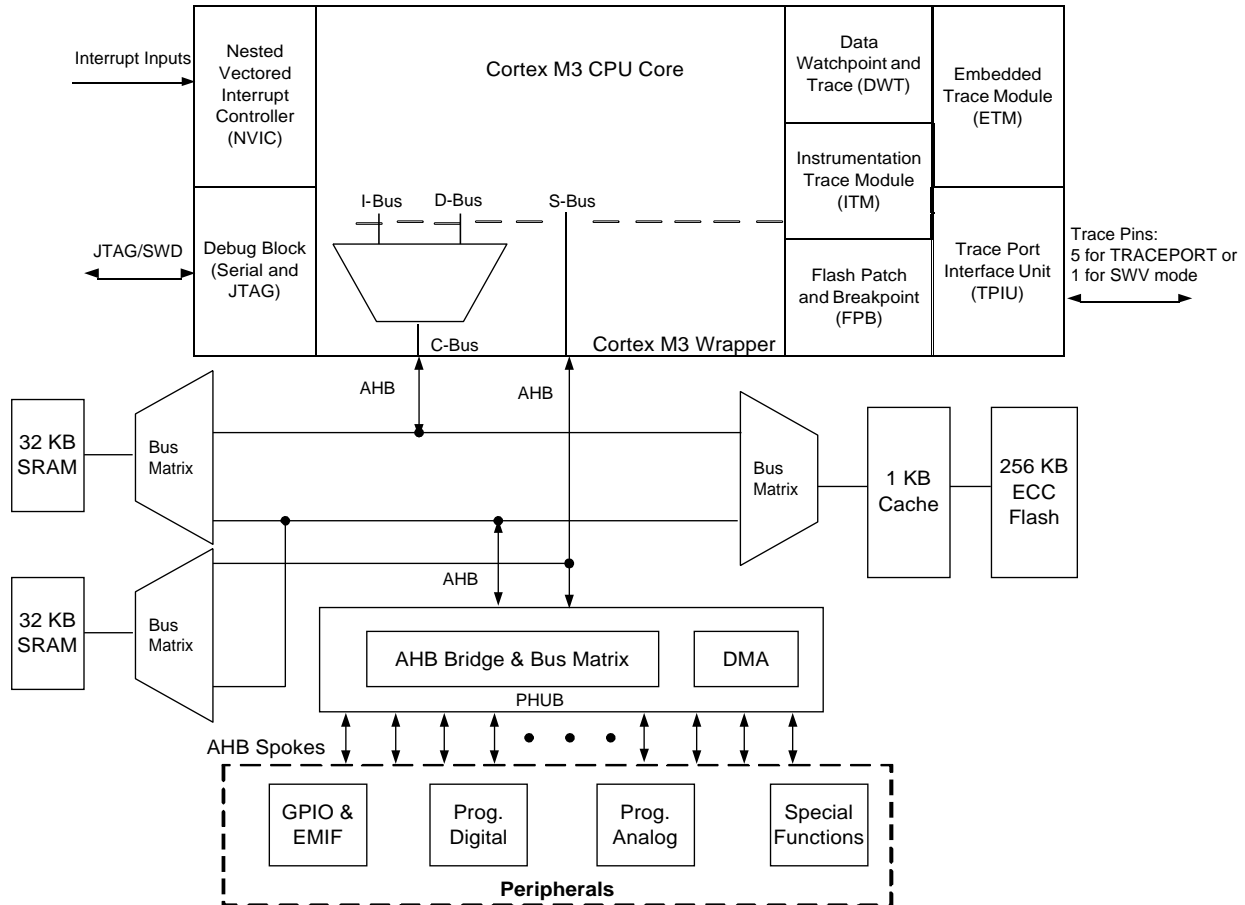 Interrupt Inputs
Nested
Vectored
Interrupt
Controller
(NVIC)
Cortex M3 CPU Core
Data
Watchpoint and
Trace (DWT)
Embedded
Trace Module
(ETM)
Instrumentation
Trace Module
(ITM)
I-Bus
D-Bus
S-Bus
JTAG/SWD
Debug Block
(Serial and
JTAG)
Flash Patch
and Breakpoint
(FPB)
Trace Port
Interface Unit
(TPIU)
Trace Pins:
5 for TRACEPORT or
1 for SWV mode
C-Bus
Cortex M3 Wrapper
AHB
AHB
32 KB
SRAM
Bus
Matrix
Bus
Matrix
1 KB
Cache
256 KB
ECC
Flash
AHB
32 KB
SRAM
Bus
Matrix
AHB Bridge & Bus Matrix
DMA
PHUB
AHB Spokes
GPIO &
EMIF
Prog.
Digital
Prog.
Analog
Special
Functions
Peripherals